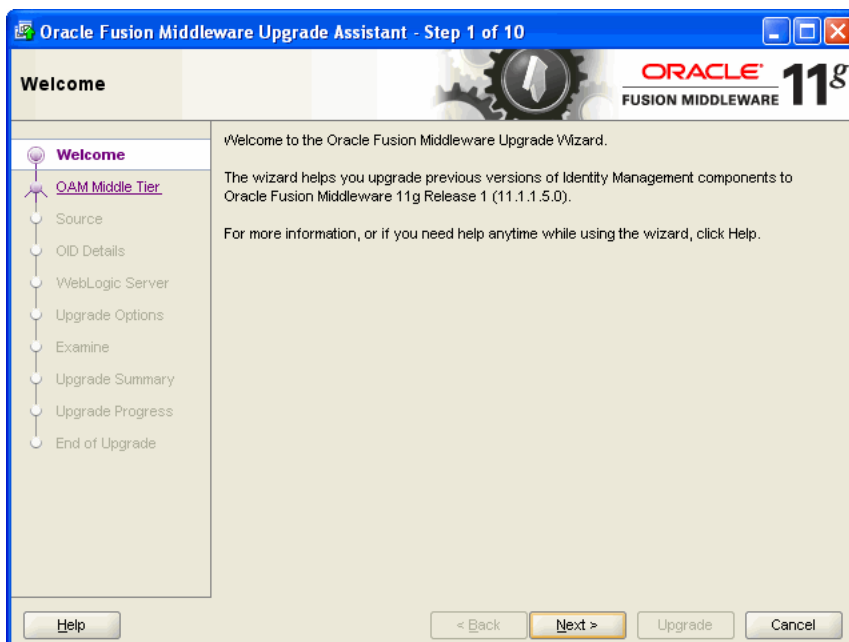 Oracle Fusion Middleware Upgrade Assistant - Step 1 of 10
Welcome
ORACLE
FUSION MIDDLEWARE 11g
Welcome
OAM Middle Tier
Source
OID Details
WebLogic Server
Upgrade Options
Examine
Upgrade Summary
Upgrade Progress
End of Upgrade
Welcome to the Oracle Fusion Middleware Upgrade Wizard.
The wizard helps you upgrade previous versions of Identity Management components to
Oracle Fusion Middleware 11g Release 1 (11.1.1.5.0).
For more information, or if you need help anytime while using the wizard, click Help.
Help
< Back
Next >
Upgrade
Cancel